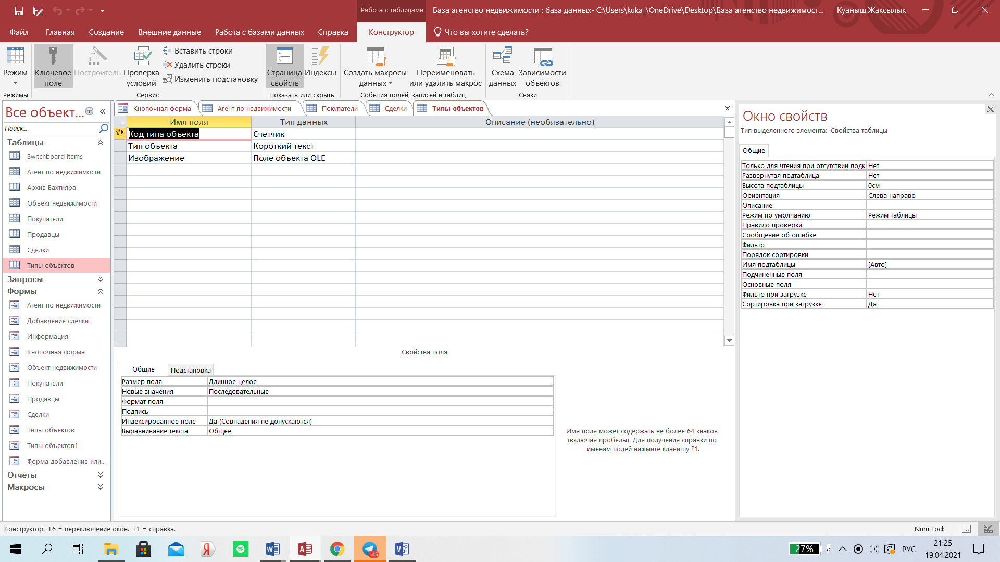 Работа с таблицами
База агенство недвижимости : база данных- C:\Users\kuka_\OneDrive\Desktop\База агенство недвижимост...
Куаныш Жаксылык
Файл
Главная
Создание
Внешние данные
Работа с базами данных
Справка
Конструктор
Что вы хотите сделать?
Режим
Ключевое
поле
Построитель
Проверка
условий
Вставить строки
Удалить строки
Изменить подстановку
Страница
свойств
Индексы
Создать макросы
данных
Переименовать
или удалить макрос
Схема
данных
Зависимости
объектов
Режимы
Сервис
Показать или скрыть
События полей, записей и таблиц
Связи
Все объект...
Поиск...
Таблицы
Switchboard Items
Агент по недвижимости
Архив Бахтияра
Объект недвижимости
Покупатели
Продавцы
Сделки
Типы объектов
Запросы
Формы
Агент по недвижимости
Добавление сделки
Информация
Кнопочная форма
Объект недвижимости
Покупатели
Продавцы
Сделки
Типы объектов
Типы объектов1
Форма добавление или...
Отчеты
Макросы
Кнопочная форма
Агент по недвижимости
Покупатели
Сделки
Типы объектов
Имя поля
Тип данных
Описание (необязательно)
Код типа объекта
Счетчик
Тип объекта
Короткий текст
Изображение
Поле объекта OLE
Свойства поля
Общие
Подстановка
Размер поля
Длинное целое
Новые значения
Последовательные
Формат поля
Подпись
Индексированное поле
Да (Совпадения не допускаются)
Выравнивание текста
Общее
Имя поля может содержать не более 64 знаков
(включая пробелы). Для получения справки по
именам полей нажмите клавишу F1.
Окно свойств
Тип выделенного элемента: Свойства таблицы
Общие
Только для чтения при отсутствии
Нет
Развернутая подтаблица
Нет
Высота подтаблицы
0см
Ориентация
Слева направо
Описание
Режим по умолчанию
Режим таблицы
Правило проверки
Сообщение об ошибке
Фильтр
Порядок сортировки
Имя подтаблицы
[Авто]
Подчиненные поля
Основные поля
Фильтр при загрузке
Нет
Сортировка при загрузке
Да
Конструктор. F6 = переключение окон. F1 = справка.
Num Lock
45
27%
РУС
21:25
19.04.2021